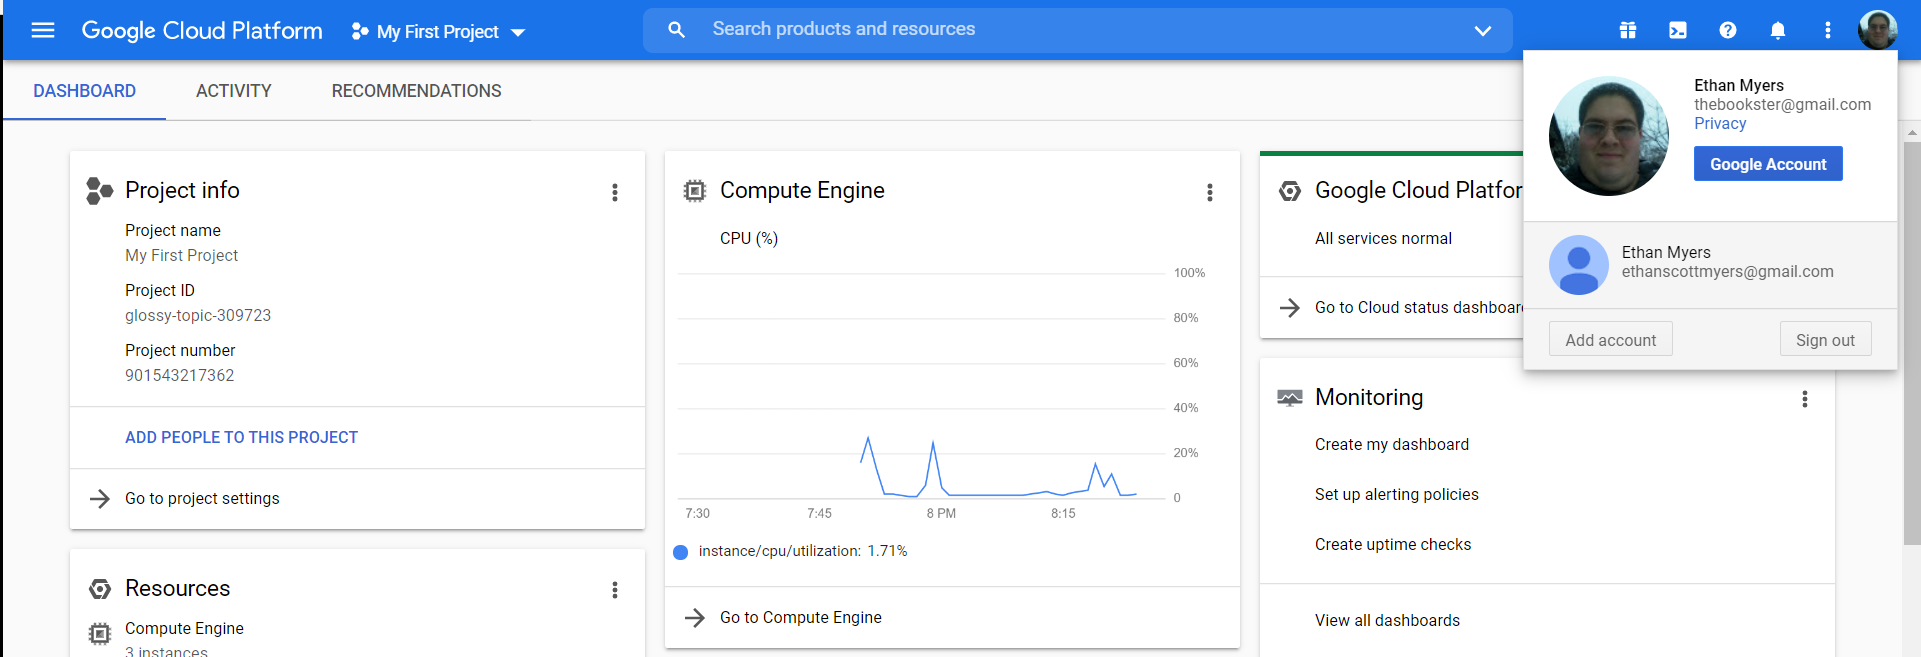 Google Cloud Platform
My First Project
Search products and resources
DASHBOARD
ACTIVITY
RECOMMENDATIONS
Ethan Myers
thebookster@gmail.com
Privacy
Google Account
Ethan Myers
ethanscottmyers@gmail.com
Add account
Sign out
Project info
Project name
My First Project
Project ID
glossy-topic-309723
Project number
901543217362
ADD PEOPLE TO THIS PROJECT
Go to project settings
Resources
Compute Engine
3 instances
Compute Engine
CPU (%)
100%
80%
60%
40%
20%
0
7:30
7:45
8 PM
8:15
instance/cpu/utilization: 1.71%
Go to Compute Engine
Google Cloud Platfor
All services normal
Go to Cloud status dashboar
Monitoring
Create my dashboard
Set up alerting policies
Create uptime checks
View all dashboards